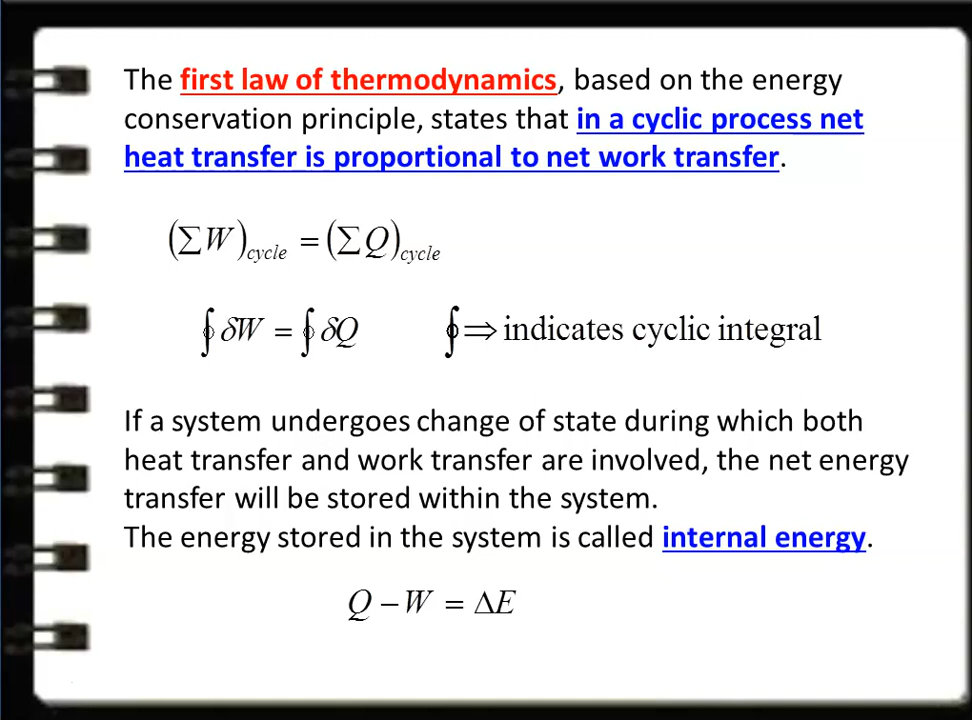 The first law of thermodynamics, based on the energy
conservation principle, states that in a cyclic process net
heat transfer is proportional to net work transfer.
(∑W)cycle = (∑Q)cycle
∮δW = ∮δQ ∮⇒ indicates cyclic integral
If a system undergoes change of state during which both
heat transfer and work transfer are involved, the net energy
transfer will be stored within the system.
The energy stored in the system is called internal energy.
Q − W = ΔE